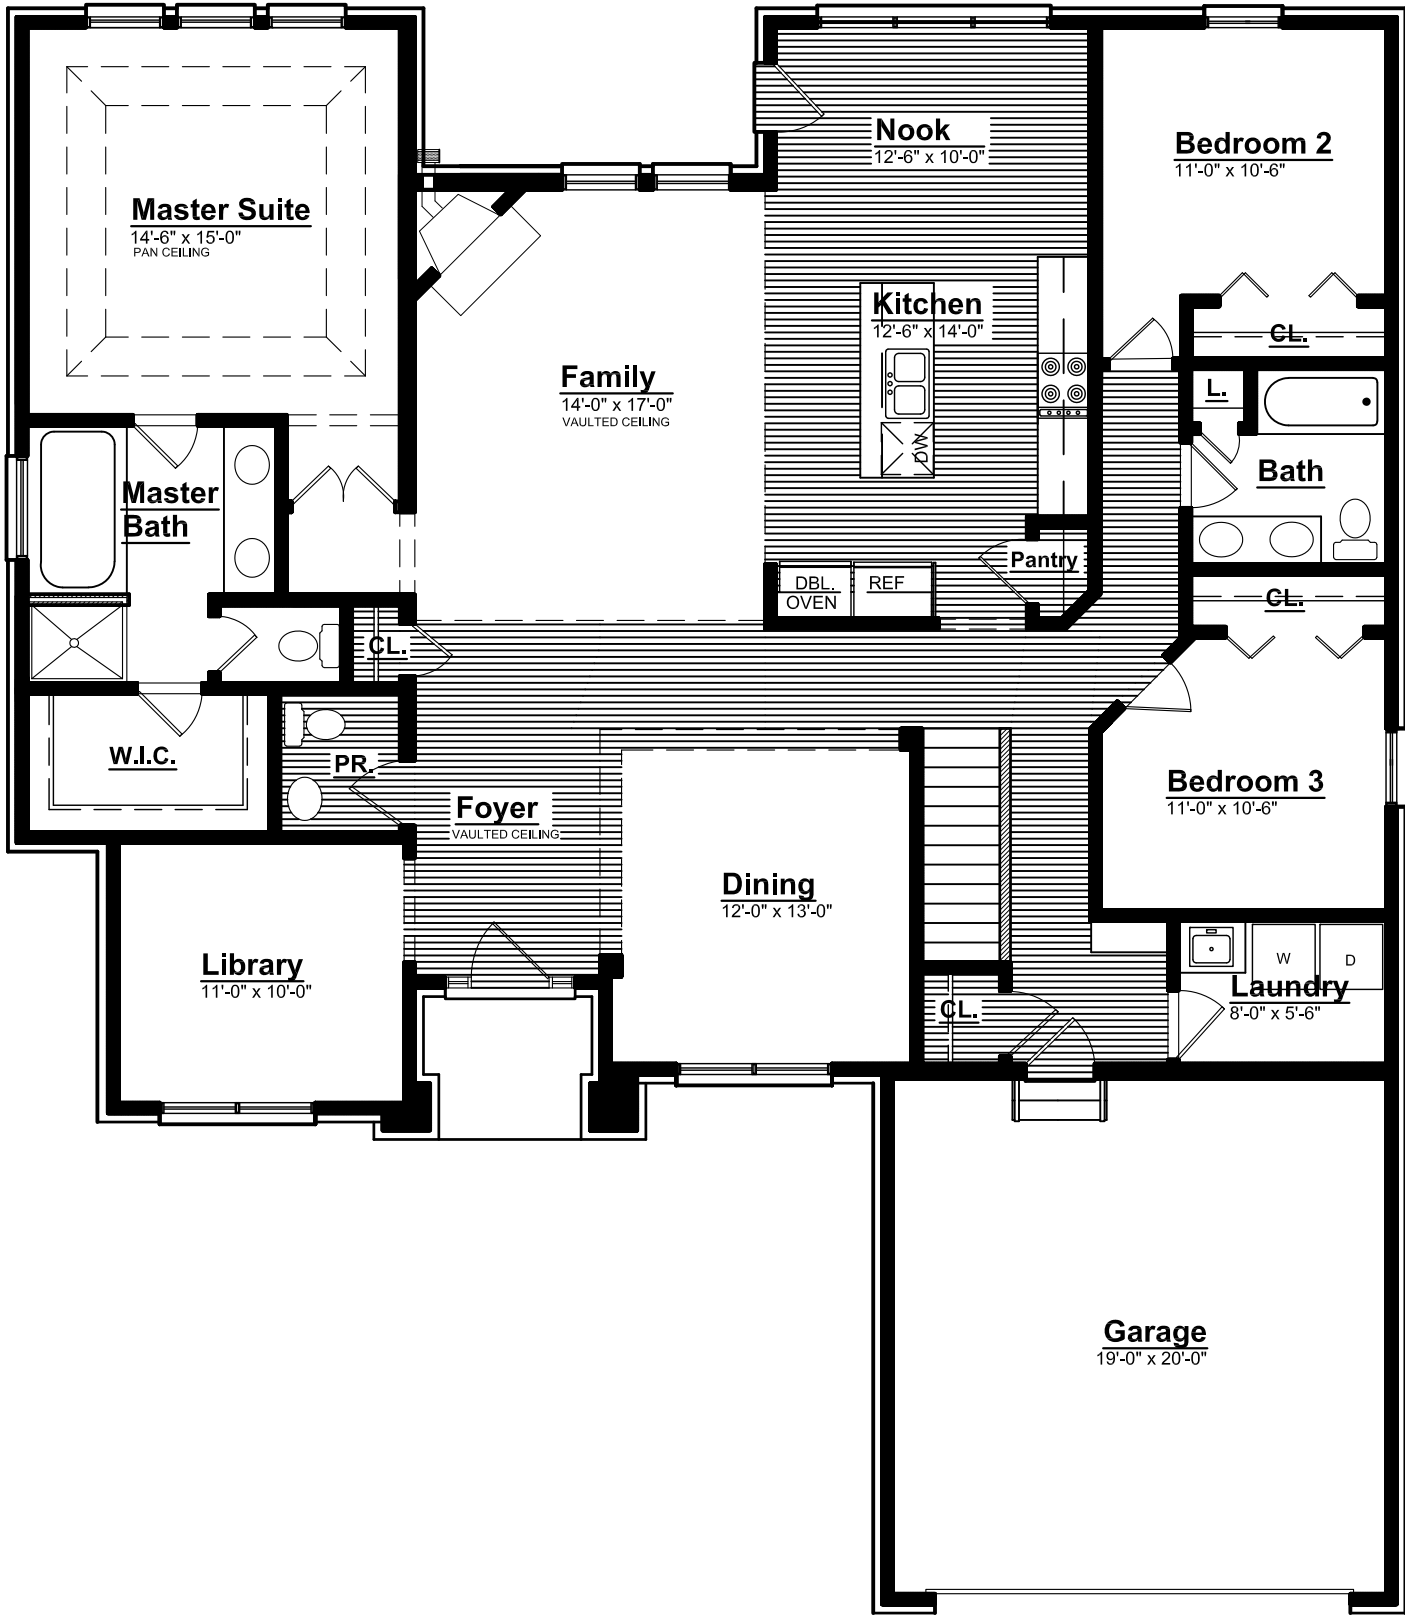 Nook
12'-6" x 10'-0"
Bedroom 2
11'-0" x 10'-6"
Master Suite
14'-6" x 15'-0"
PAN CEILING
Kitchen
12'-6" x 14'-0"
CL.
Family
14'-0" x 17'-0"
VAULTED CEILING
L.
DW
Bath
Master
Bath
Pantry
DBL.
OVEN
REF
CL.
CL.
W.I.C.
PR.
Foyer
VAULTED CEILING
Bedroom 3
11'-0" x 10'-6"
Dining
12'-0" x 13'-0"
Library
11'-0" x 10'-0"
W
D
Laundry
8'-0" x 5'-6"
CL.
Garage
19'-0" x 20'-0"